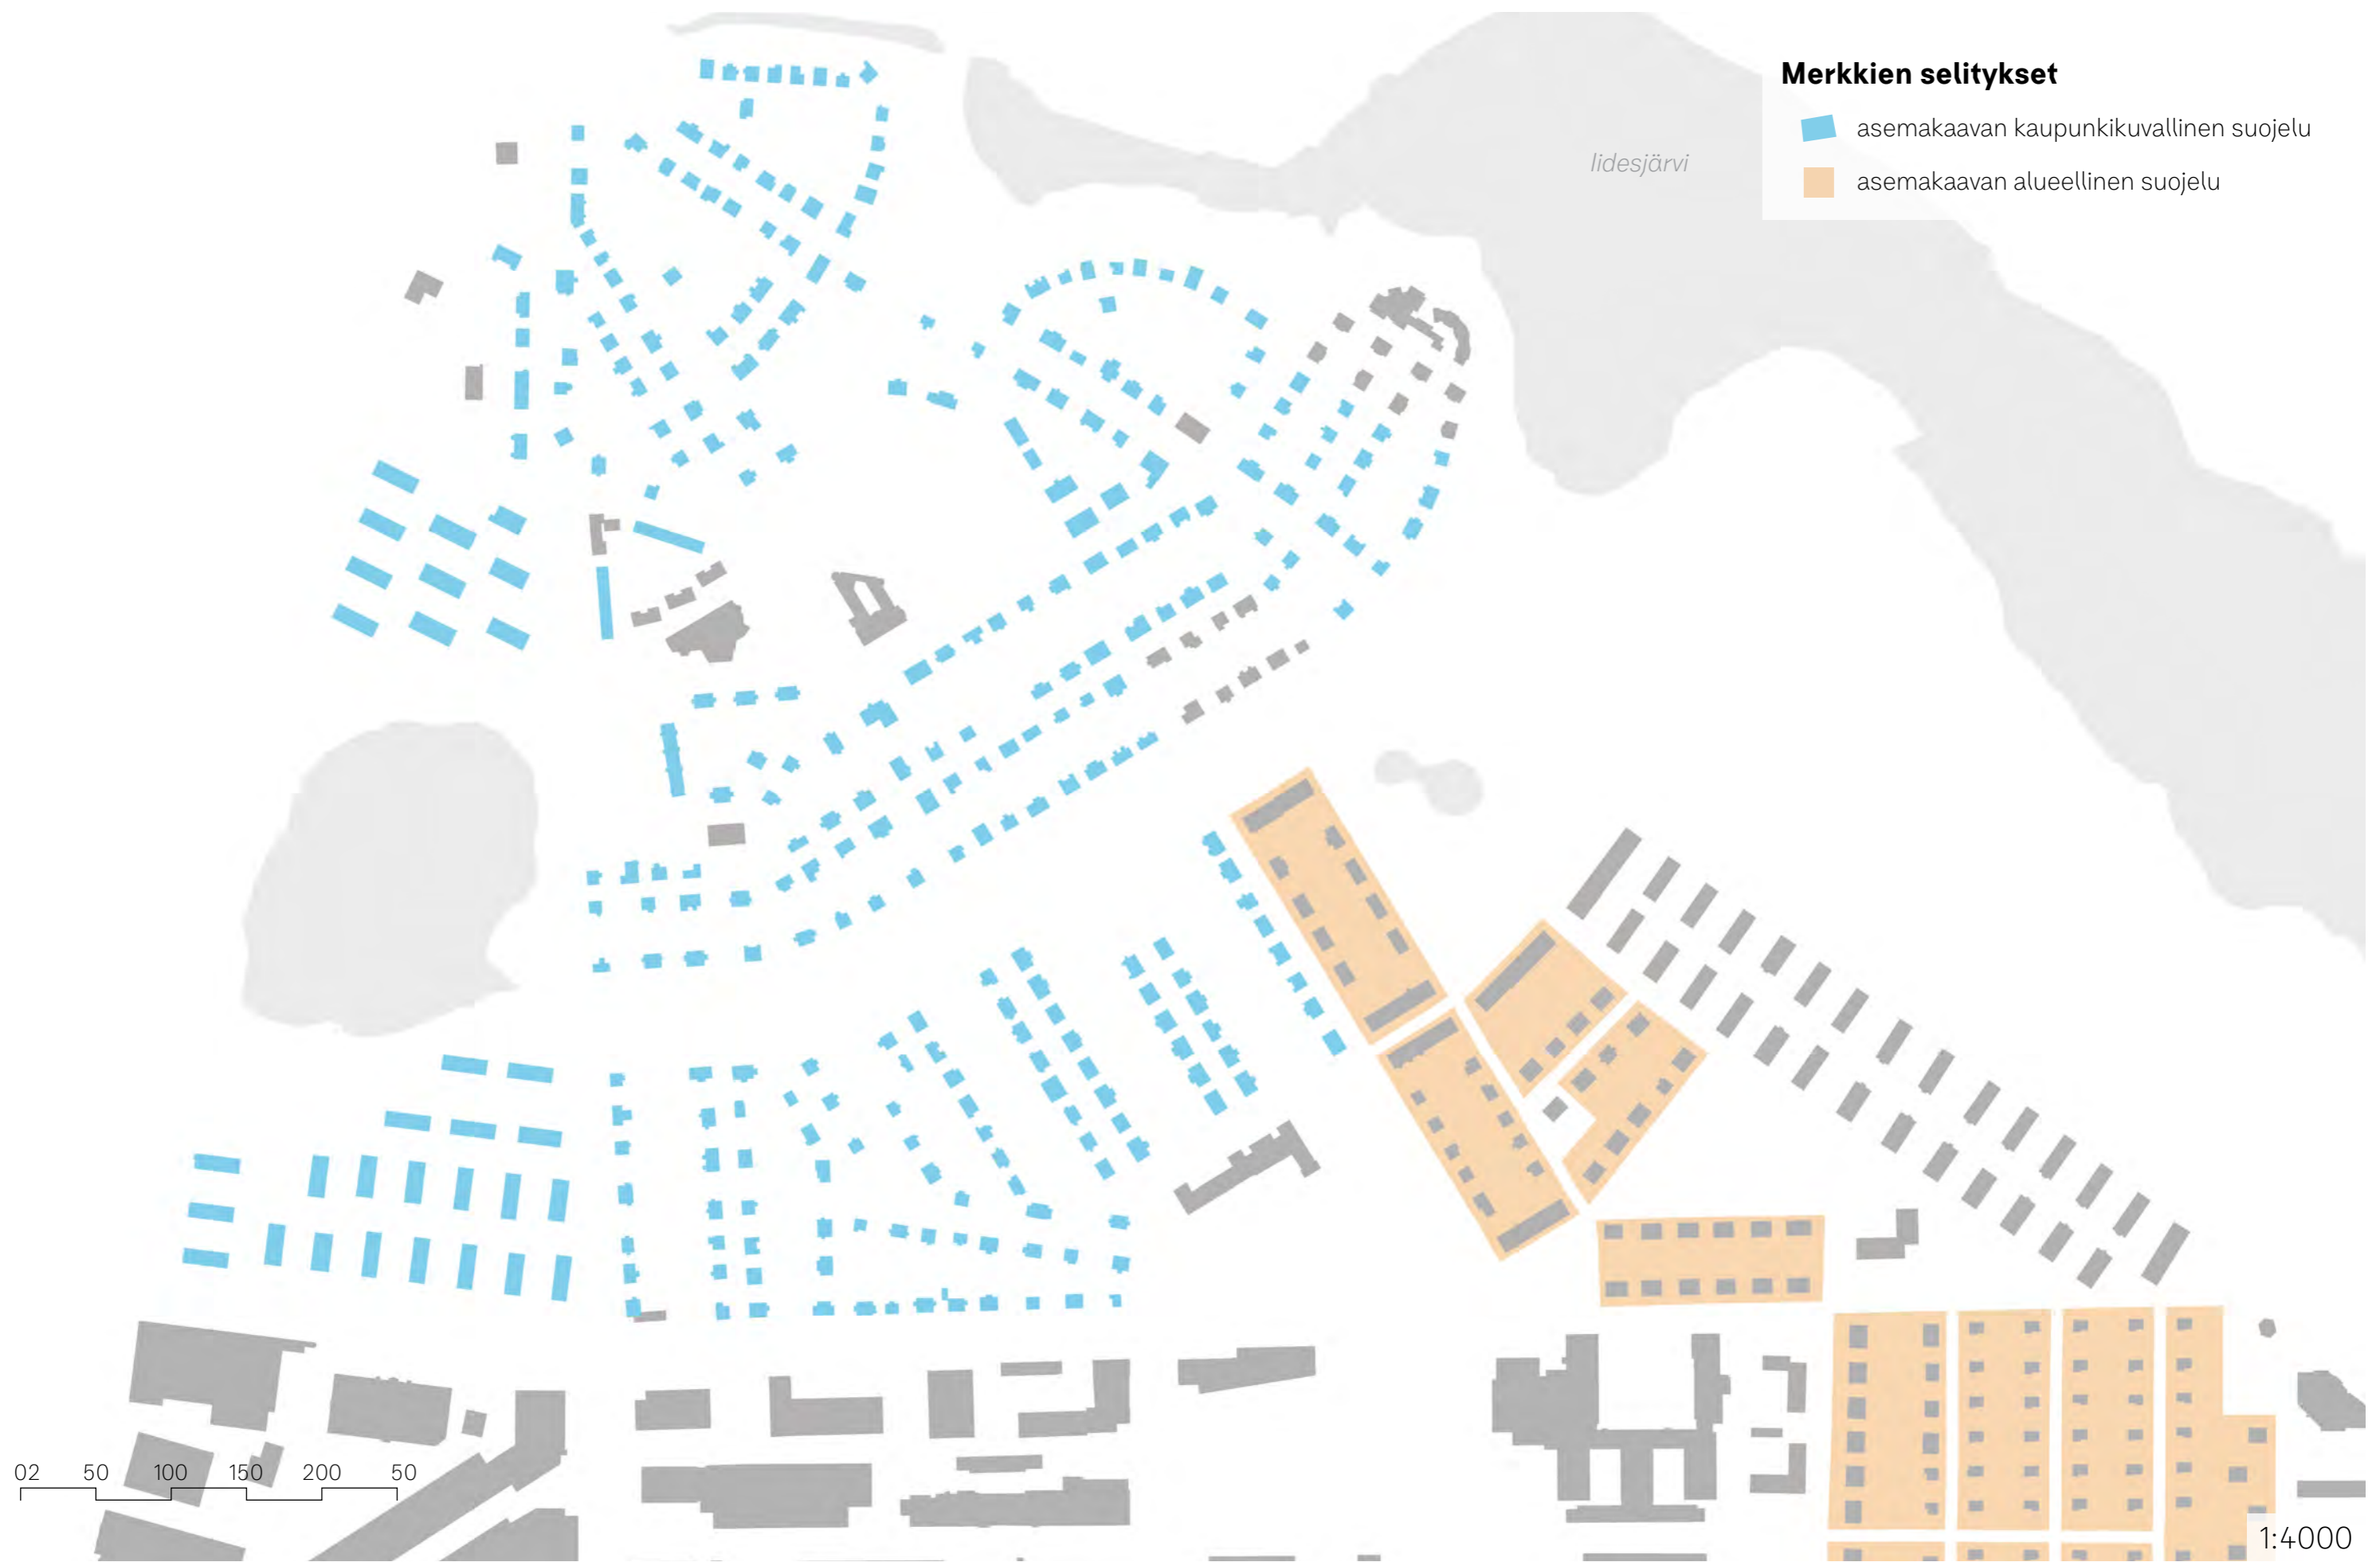 Merkkien selitykset
asemakaavan kaupunkikuvallinen suojelu
Iidesjärvi
asemakaavan alueellinen suojelu
02 50 100 150 200 50
1:4000